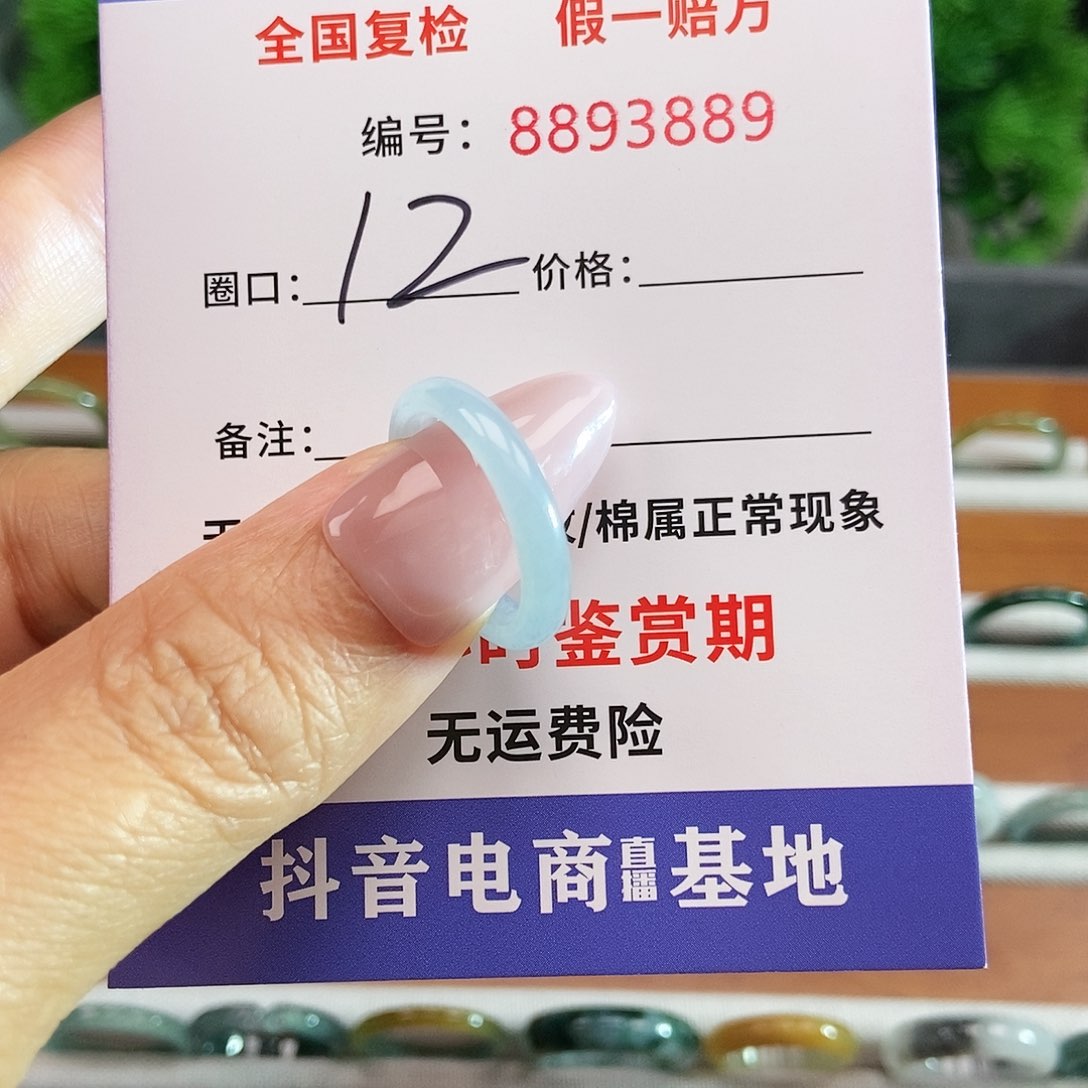 全国复检 假一赔万
编号：8893889
圈口：12 价格：
备注：
/棉属正常现象
时鉴赏期
无运费险
抖音电商直播基地